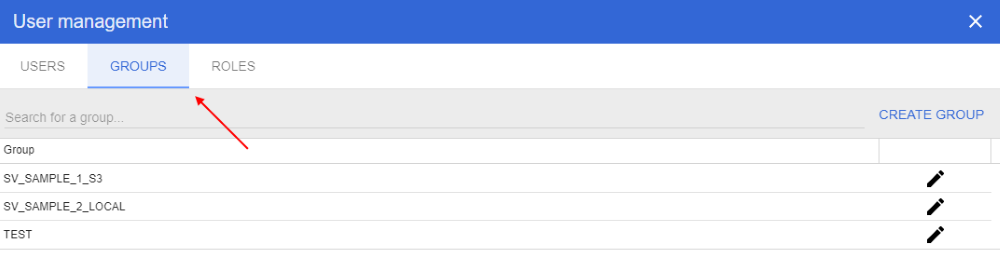 User management
USERS GROUPS ROLES
Search for a group... CREATE GROUP
Group
SV_SAMPLE_1_S3
SV_SAMPLE_2_LOCAL
TEST